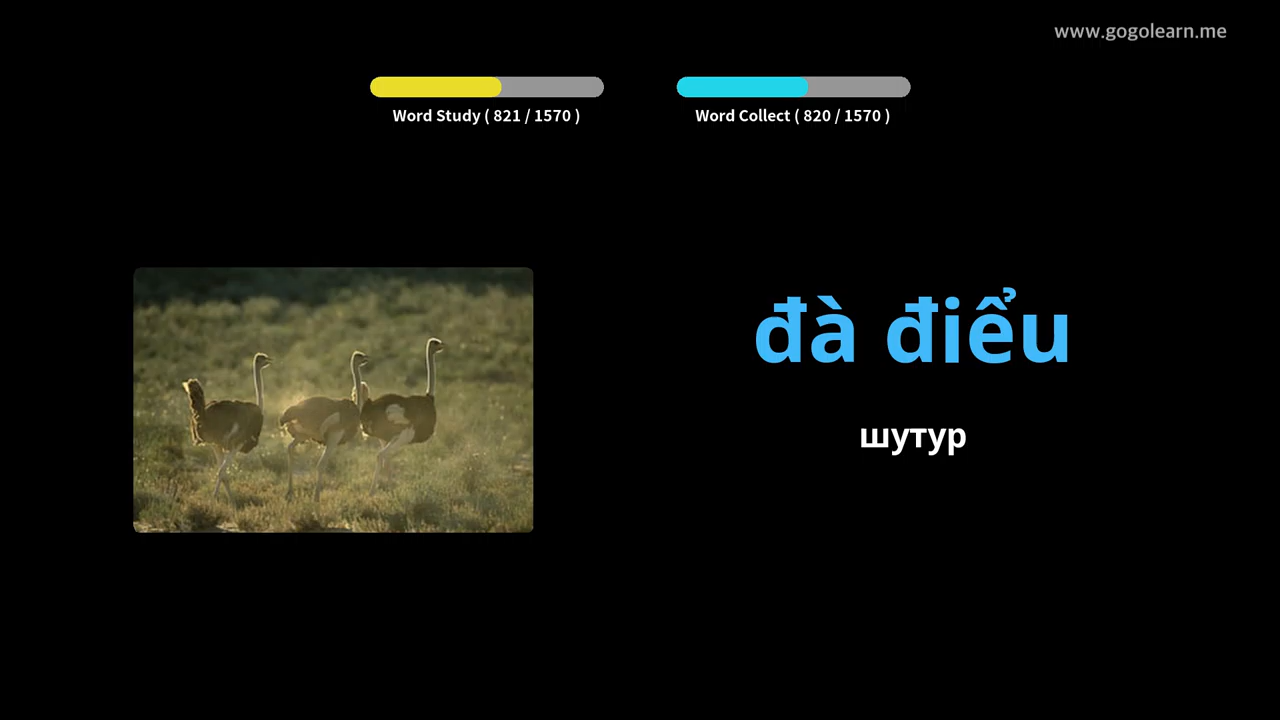 www.gogolearn.me
Word Study ( 821 / 1570 )
Word Collect ( 820 / 1570 )
đà điểu
шутур